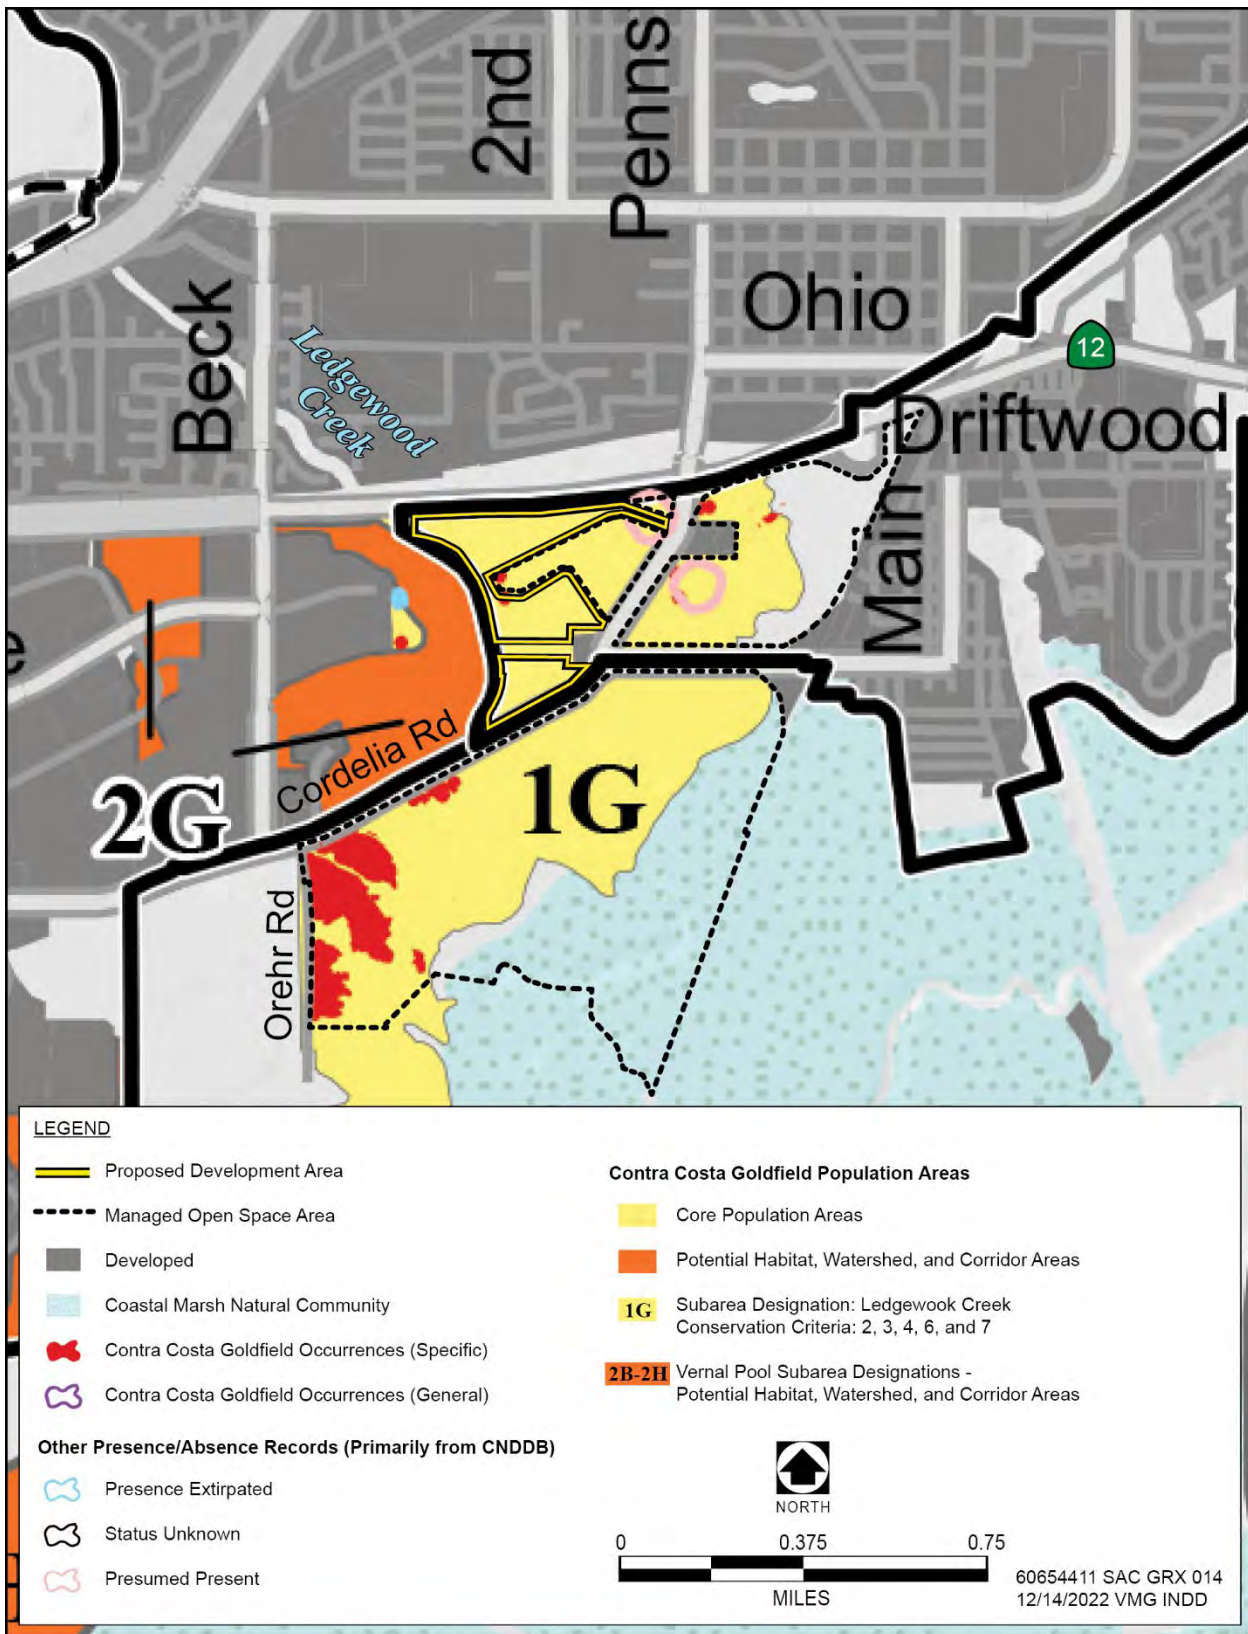 2nd
Penns
Beck
Ohio
Ledgewood
Creek
12
Driftwood
Main
e
Cordelia Rd
2G
1G
Orehr Rd
LEGEND
Proposed Development Area
Managed Open Space Area
Developed
Coastal Marsh Natural Community
Contra Costa Goldfield Occurrences (Specific)
Contra Costa Goldfield Occurrences (General)
Other Presence/Absence Records (Primarily from CNDDB)
Presence Extirpated
Status Unknown
Presumed Present
Contra Costa Goldfield Population Areas
Core Population Areas
Potential Habitat, Watershed, and Corridor Areas
1G Subarea Designation: Ledgewook Creek
Conservation Criteria: 2, 3, 4, 6, and 7
2B-2H Vernal Pool Subarea Designations -
Potential Habitat, Watershed, and Corridor Areas
NORTH
0 0.375 0.75
MILES
60654411 SAC GRX 014
12/14/2022 VMG INDD